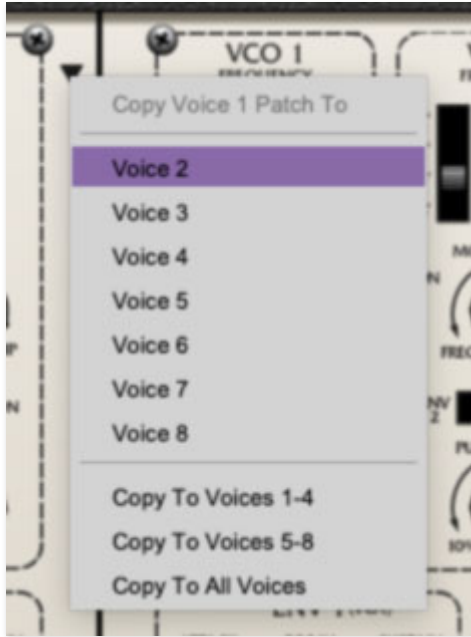 VCO 1
FREQUENCY
Copy Voice 1 Patch To
Voice 2
Voice 3
Voice 4
Voice 5
Voice 6
Voice 7
Voice 8
Copy To Voices 1-4
Copy To Voices 5-8
Copy To All Voices